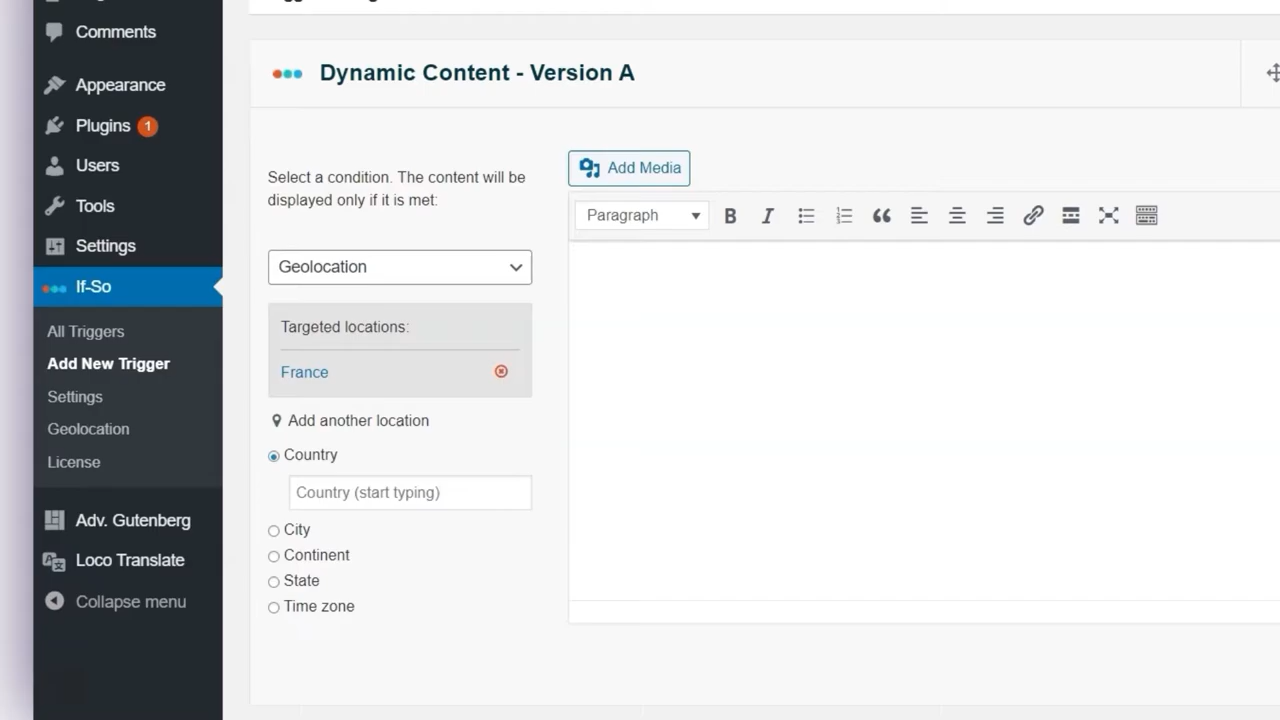 Comments
Appearance
Plugins 1
Users
Tools
Settings
If-So
All Triggers
Add New Trigger
Settings
Geolocation
License
Adv. Gutenberg
Loco Translate
Collapse menu
Dynamic Content - Version A
Select a condition. The content will be
displayed only if it is met:
Geolocation
Targeted locations:
France
Add another location
Country
Country (start typing)
City
Continent
State
Time zone
Add Media
Paragraph
B I